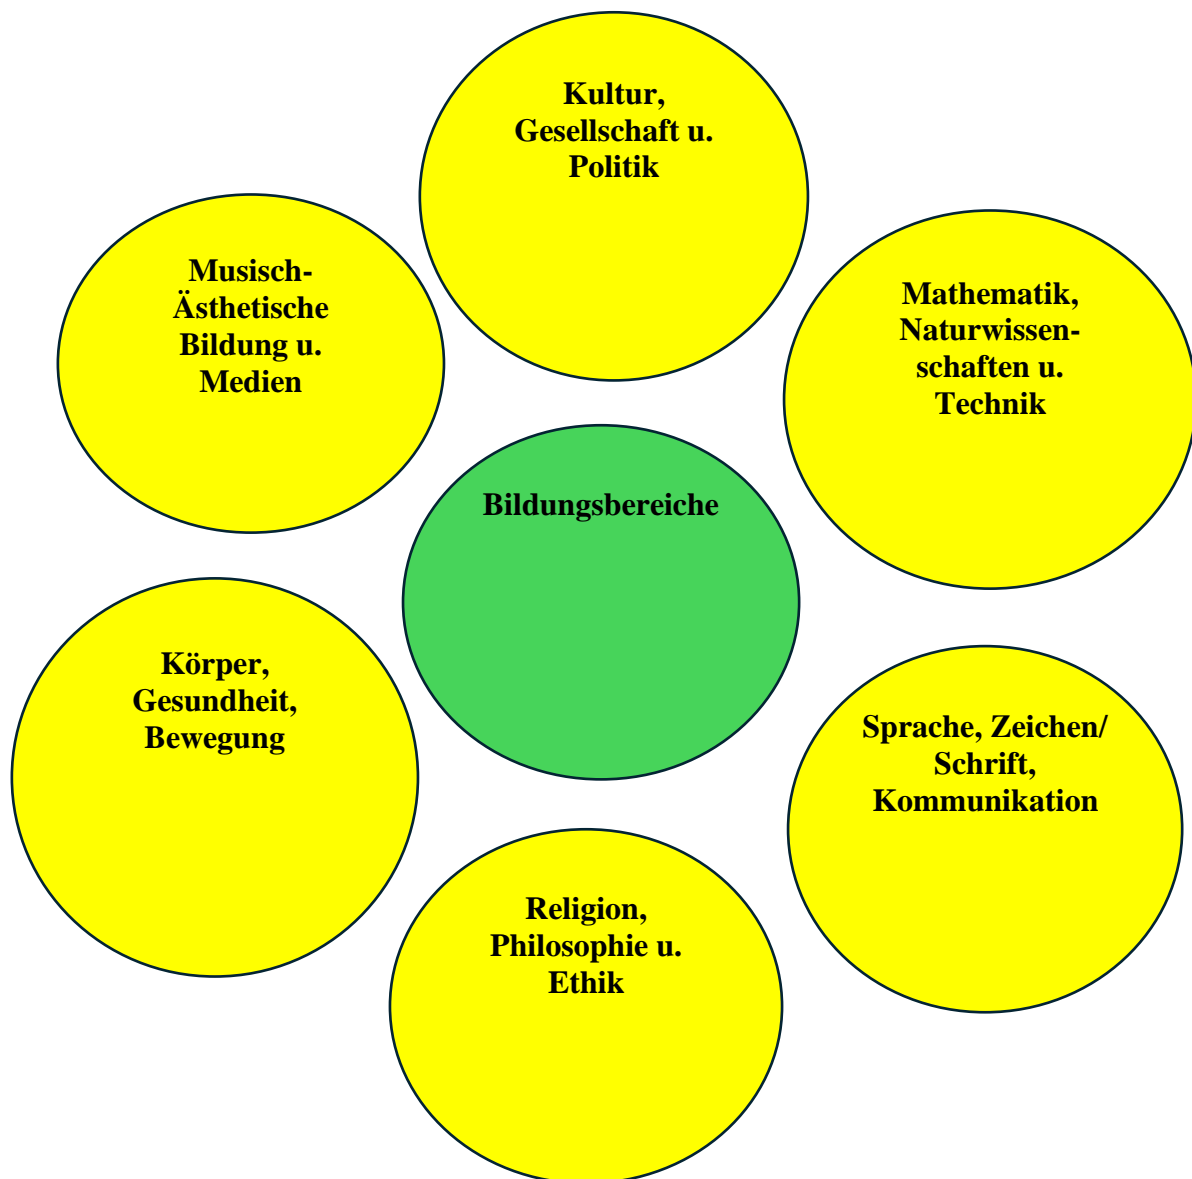 Kultur,
Gesellschaft u.
Politik
Musisch-
Ästhetische
Bildung u.
Medien
Mathematik,
Naturwissen-
schaften u.
Technik
Bildungsbereiche
Körper,
Gesundheit,
Bewegung
Sprache, Zeichen/
Schrift,
Kommunikation
Religion,
Philosophie u.
Ethik